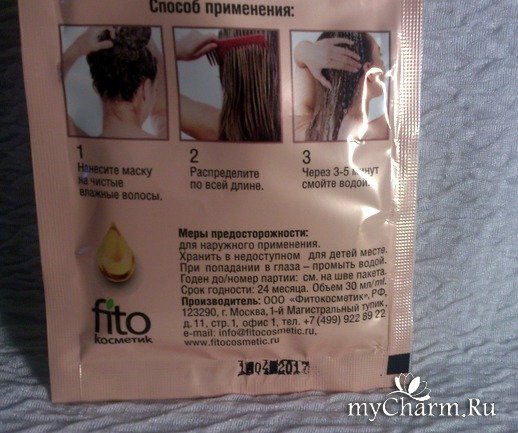 Способ применения:
1
Нанесите маску
на чистые
влажные волосы.
2
Распределите
по всей длине.
3
Через 3-5 минут
смойте водой.
Меры предосторожности:
для наружного применения.
Хранить в недоступном для детей месте.
При попадании в глаза – промыть водой.
Годен до/номер партии: см. на шве пакета.
Срок годности: 24 месяца. Объем 30 мл/ml.
Производитель: ООО «Фитокосметик», РФ,
123290, г. Москва, 1-й Магистральный тупик,
д. 11, стр. 1, офис 1, тел. +7 (499) 922 89 22
e-mail: info@fitocosmetic.ru
www.fitocosmetic.ru
fito
косметик
2017
myCharm.Ru